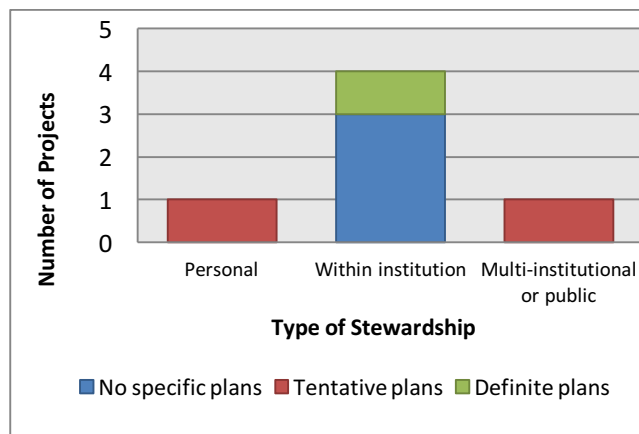 5
4
3
2
1
0
Number of Projects
Personal
Within institution
Multi-institutional
or public
Type of Stewardship
No specific plans
Tentative plans
Definite plans